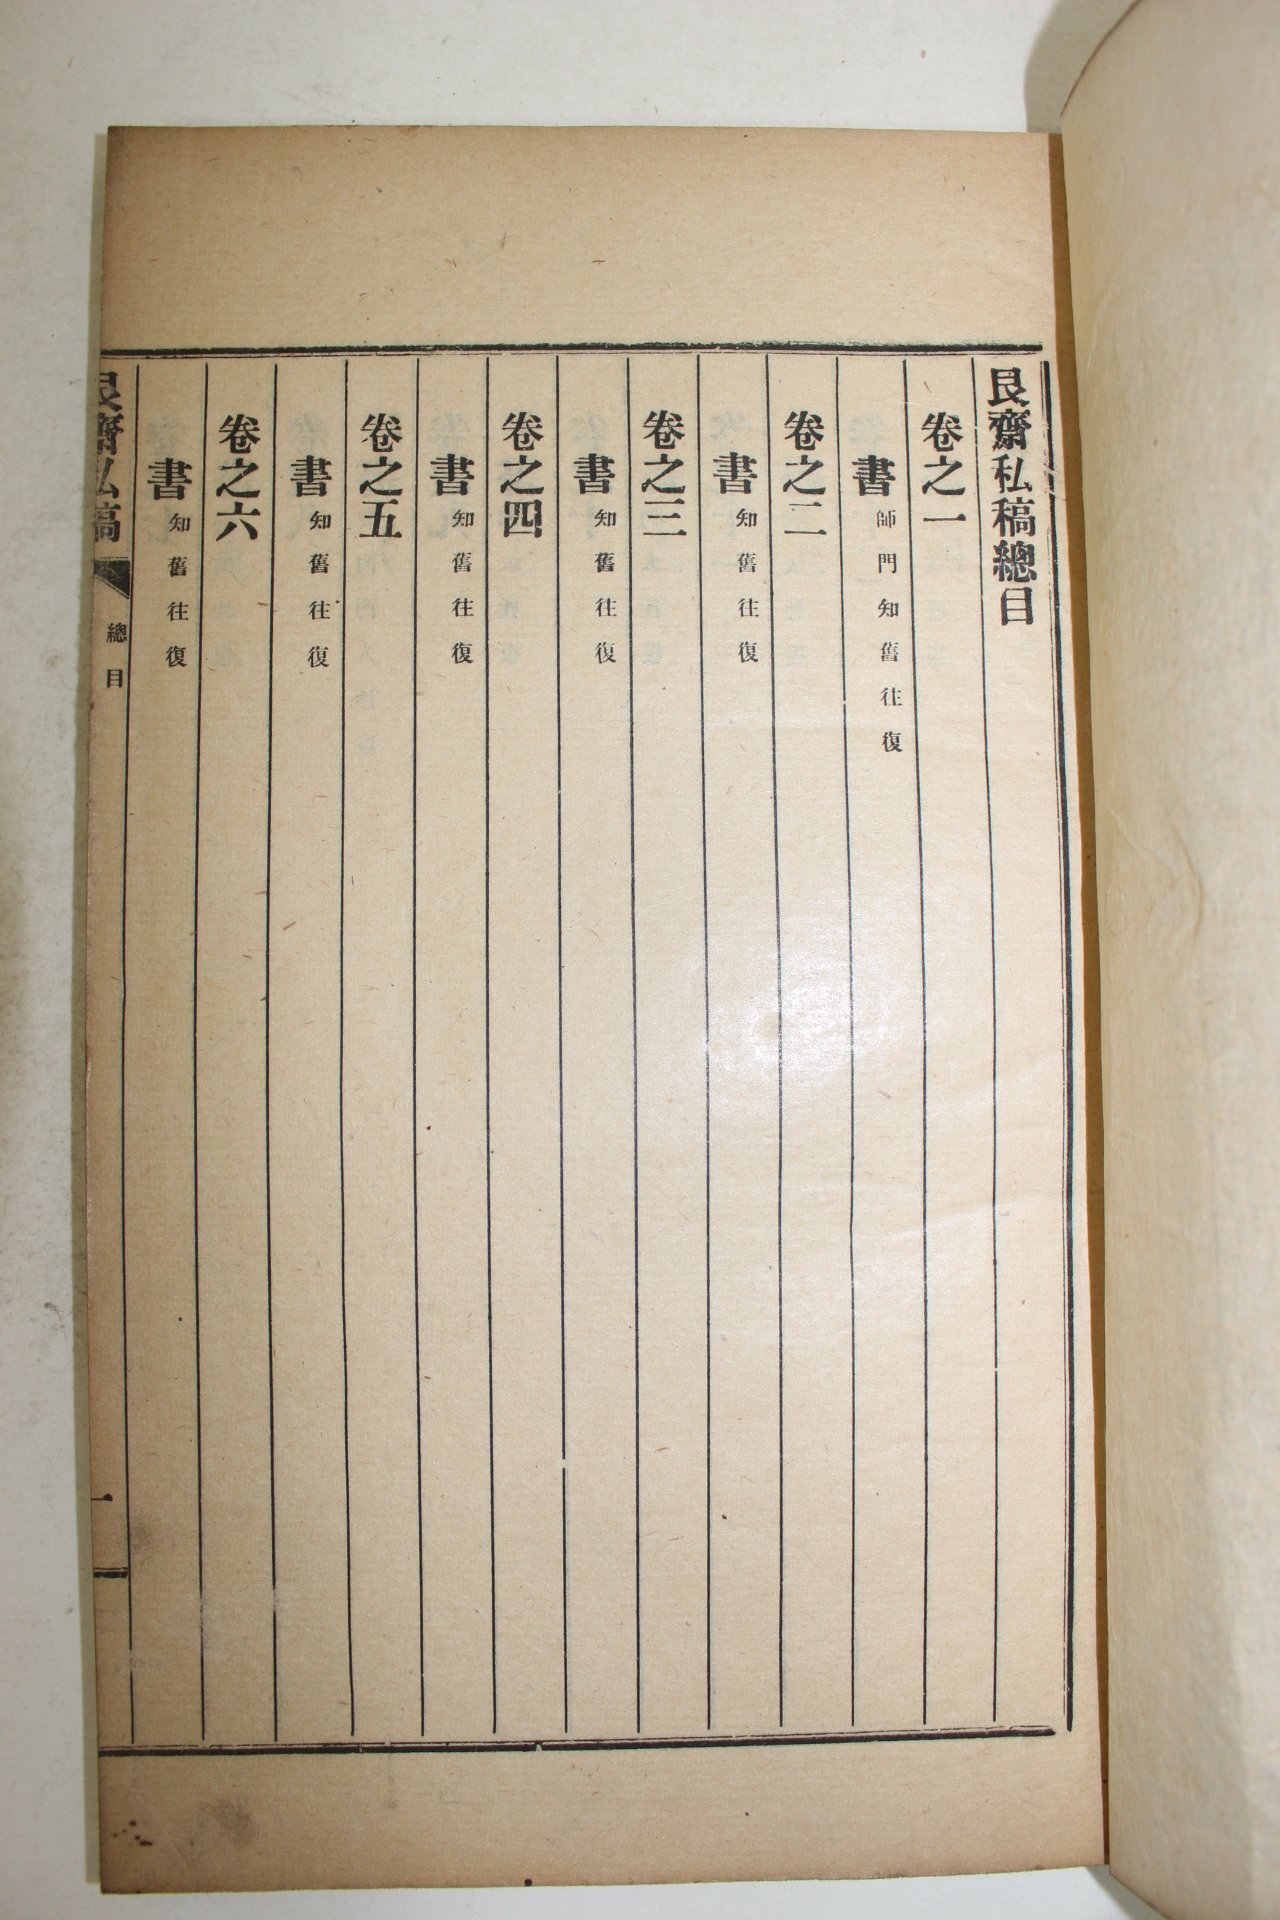 艮齋私稿總目
卷之一
書 師門知舊往復
卷之二
書 知舊往復
卷之三
書 知舊往復
卷之四
書 知舊往復
卷之五
書 知舊往復
卷之六
書 知舊往復
艮齋私稿 總目 一